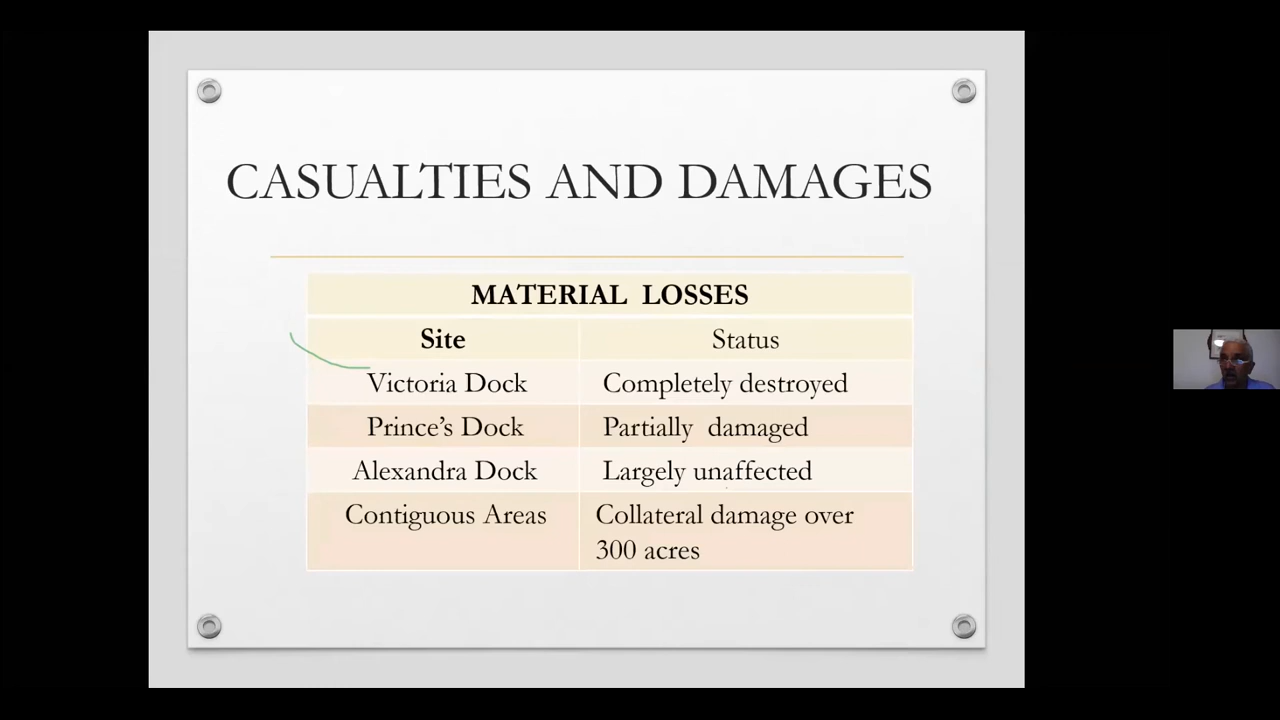 CASUALTIES AND DAMAGES
MATERIAL LOSSES
Site Status
Victoria Dock Completely destroyed
Prince’s Dock Partially damaged
Alexandra Dock Largely unaffected
Contiguous Areas Collateral damage over
300 acres